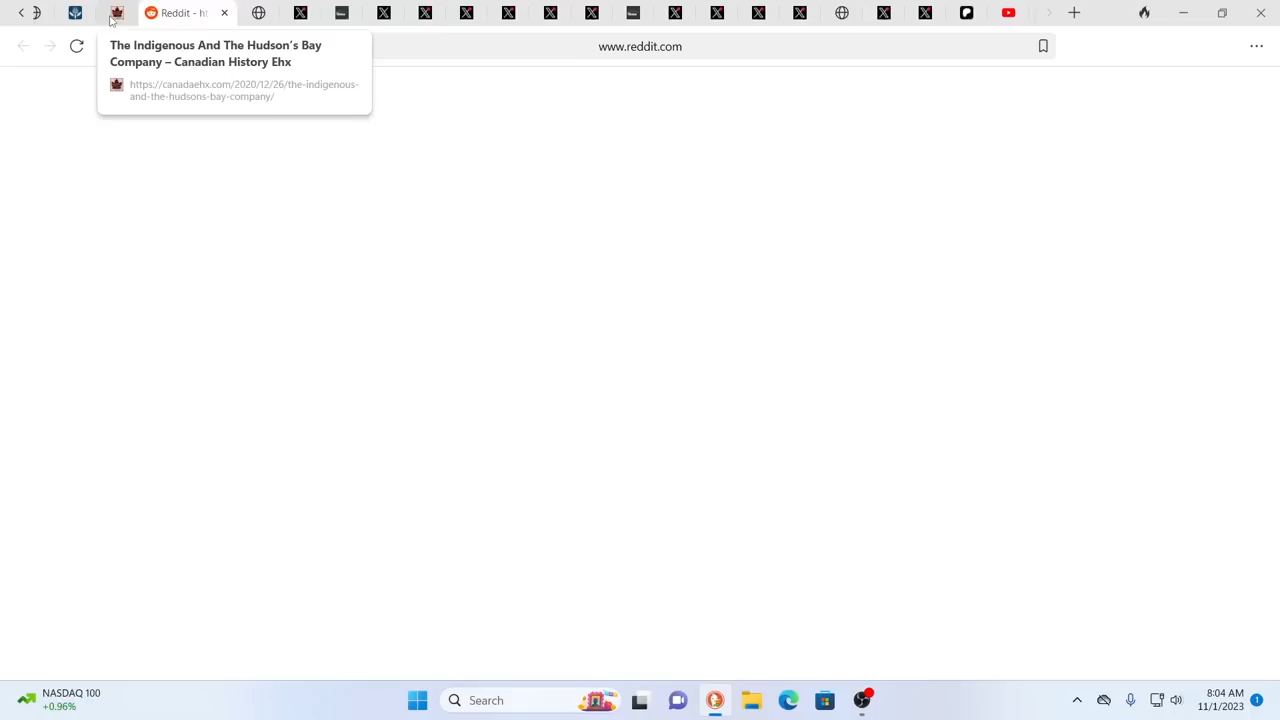 Reddit - ht
www.reddit.com
The Indigenous And The Hudson's Bay
Company – Canadian History Ehx
https://canadaehx.com/2020/12/26/the-indigenous-
and-the-hudsons-bay-company/
NASDAQ 100
+0.96%
Search
8:04 AM
11/1/2023
1